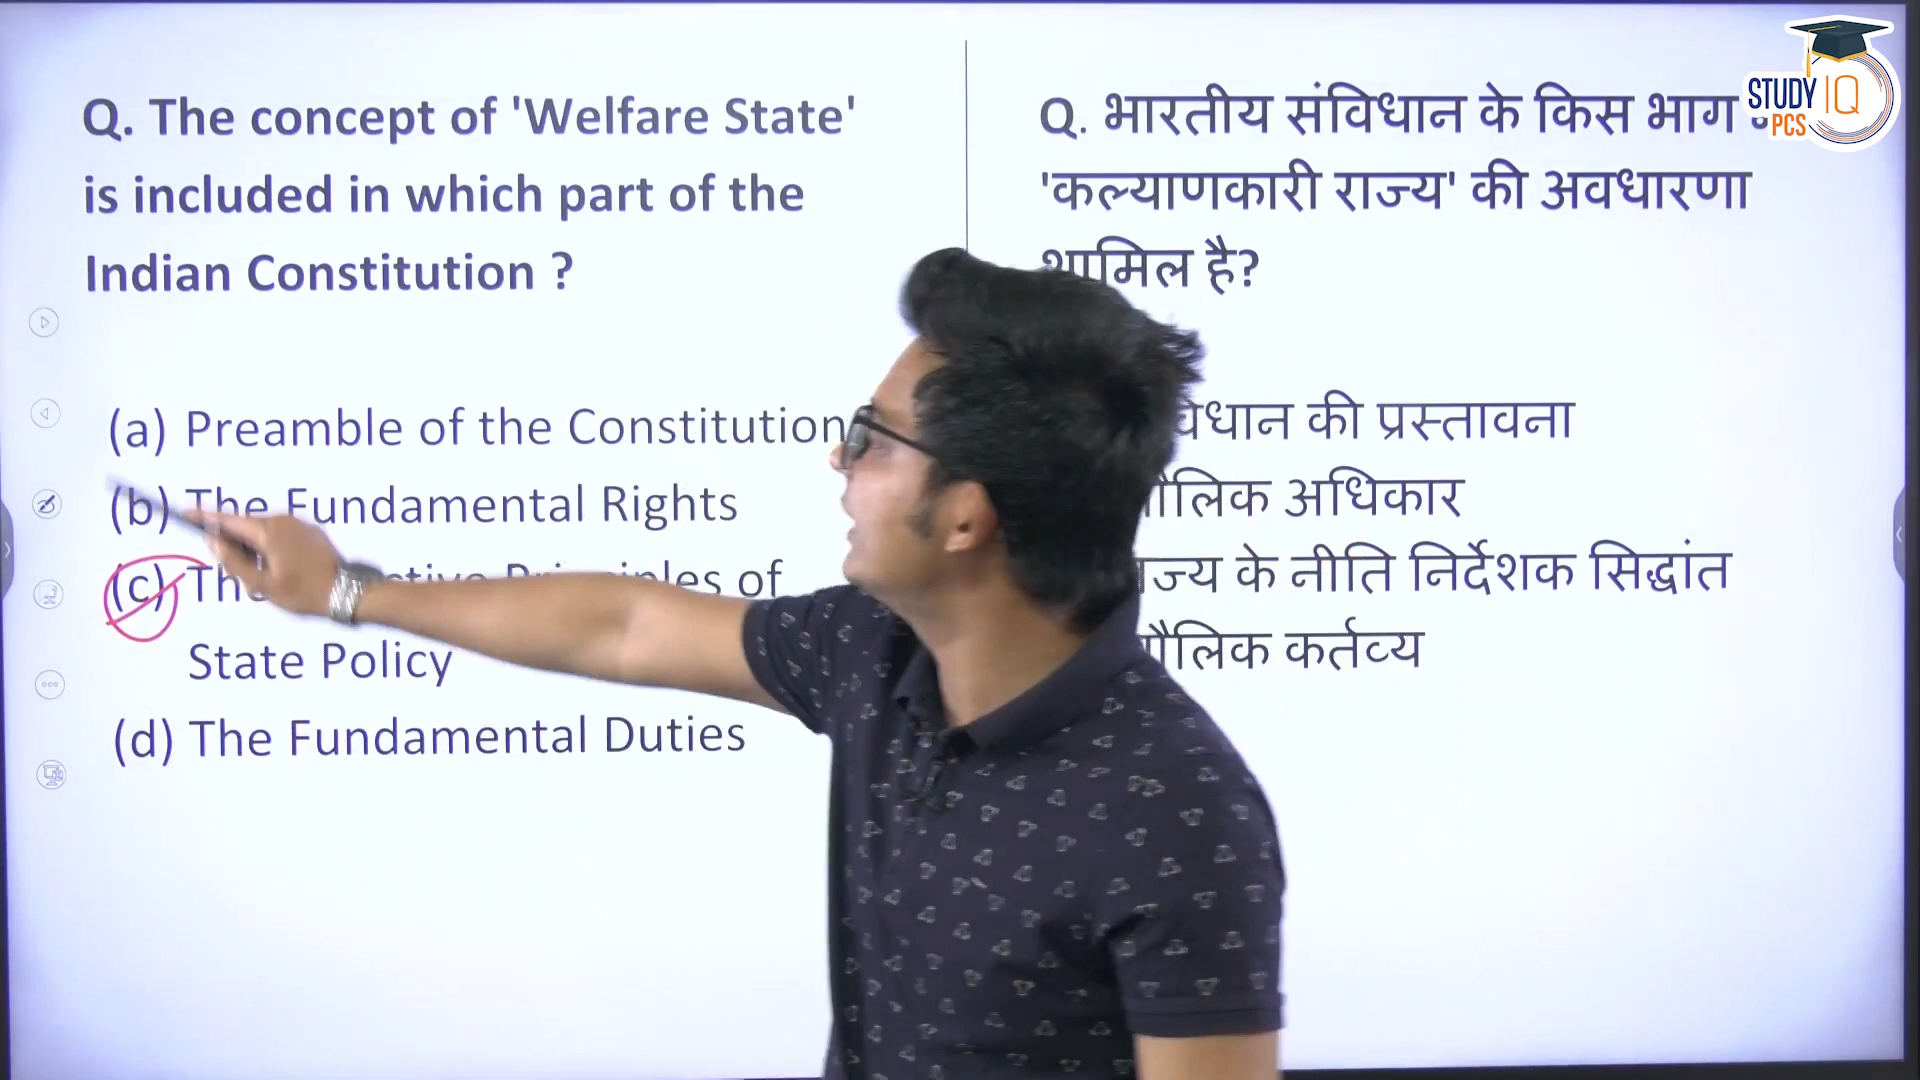 Q. The concept of 'Welfare State'
is included in which part of the
Indian Constitution ?
(a) Preamble of the Constitution
(b) The Fundamental Rights
(c) of
State Policy
(d) The Fundamental Duties
Q. भारतीय संविधान के किस भाग
'कल्याणकारी राज्य' की अवधारणा
शामिल है?
की प्रस्तावना
अधिकार
के नीति निर्देशक सिद्धांत
कर्तव्य
STUDY IQ
PCS